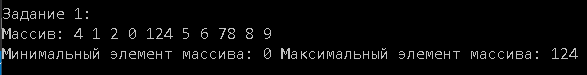 Задание 1:
Массив: 4 1 2 0 124 5 6 78 8 9
Минимальный элемент массива: 0 Максимальный элемент массива: 124